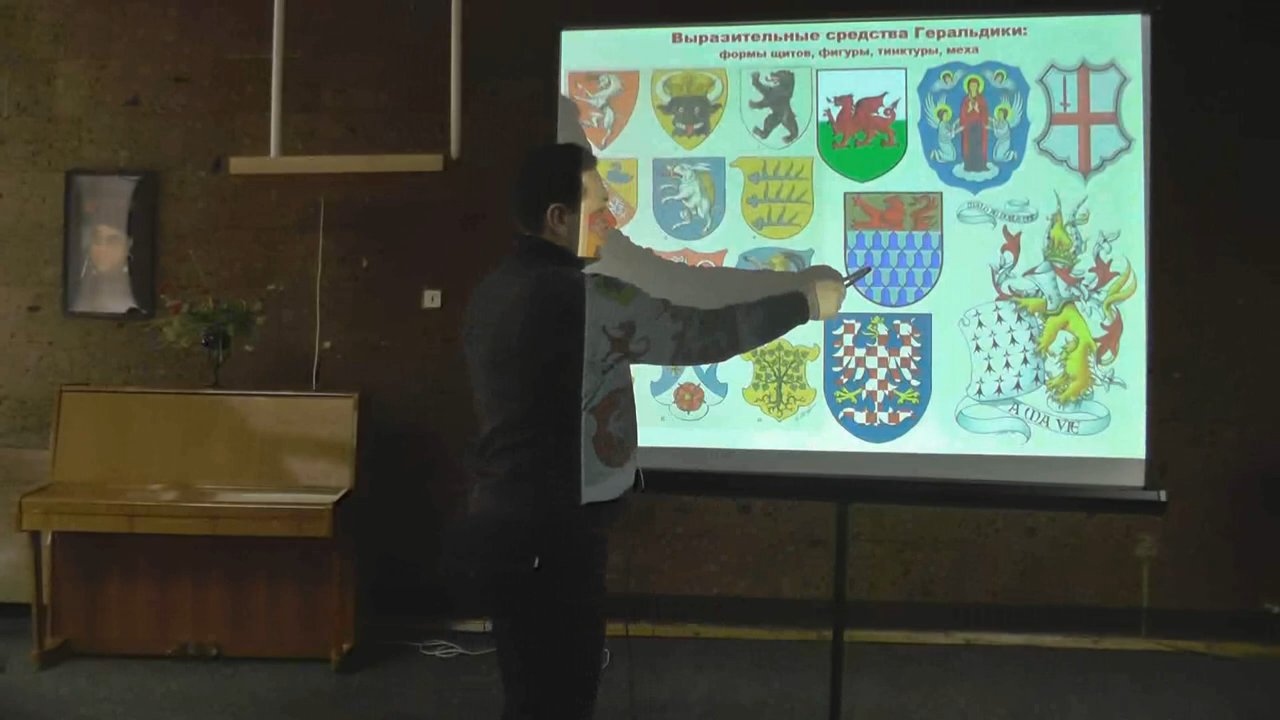 Выразительные средства Геральдики:
формы щитов, фигуры, тинктуры, меха
A MA VIE